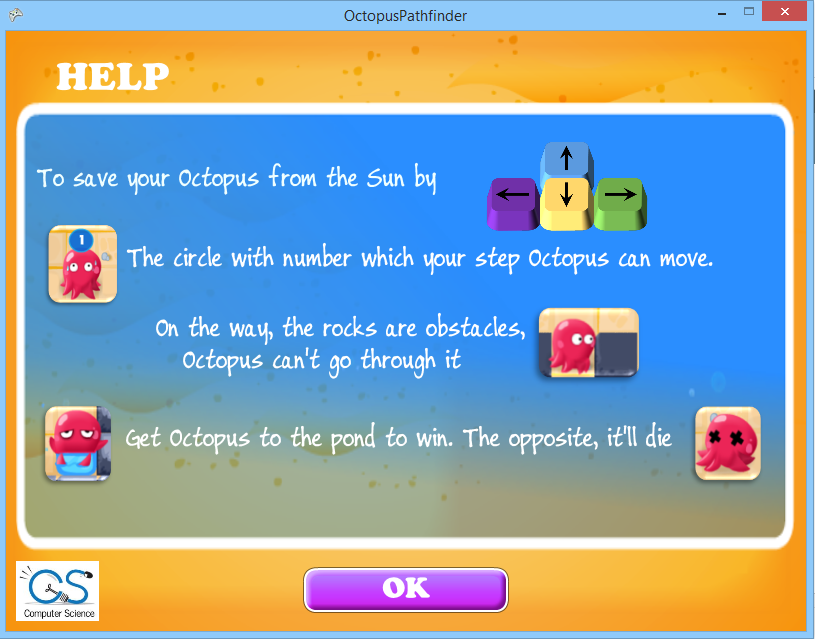 OctopusPathfinder
HELP
To save your Octopus from the Sun by
1
The circle with number which your step Octopus can move.
On the way, the rocks are obstacles,
Octopus can't go through it
Get Octopus to the pond to win. The opposite, it'll die
CS
Computer Science
OK